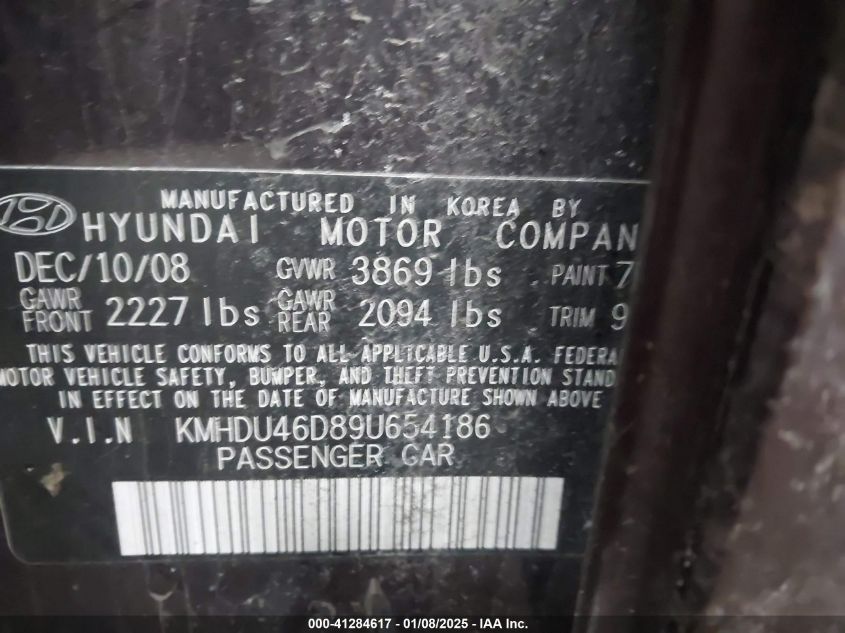 MANUFACTURED IN KOREA BY
HYUNDAI MOTOR COMPAN
DEC/10/08 GVWR 3869 lbs PAINT 7
GAWR FRONT 2227 lbs GAWR REAR 2094 lbs TRIM 9
THIS VEHICLE CONFORMS TO ALL APPLICABLE U.S.A. FEDERA
MOTOR VEHICLE SAFETY, BUMPER, AND THEFT PREVENTION STAND
IN EFFECT ON THE DATE OF MANUFACTURE SHOWN ABOVE
V.I.N KMHDU46D89U654186
PASSENGER CAR
000-41284617 - 01/08/2025 - IAA Inc.